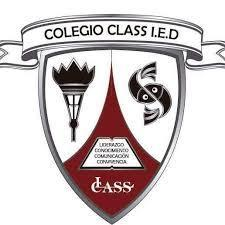 COLEGIO CLASS I.E.D
LIDERAZGO
CONOCIMIENTO
COMUNICACIÓN
CONVIVENCIA
CLASS